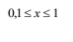 0,1 ≤ x ≤ 1